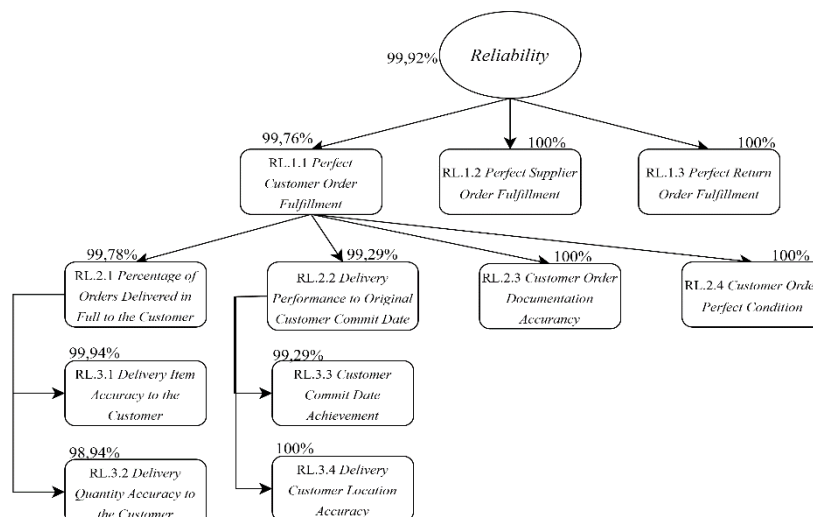 Reliability
99,92%
99,76%
100%
100%
RL.1.1 Perfect
Customer Order
Fulfillment
RL.1.2 Perfect Supplier
Order Fulfillment
RL.1.3 Perfect Return
Order Fulfillment
99,78%
99,29%
100%
100%
RL.2.1 Percentage of
Orders Delivered in
Full to the Customer
RL.2.2 Delivery
Performance to Original
Customer Commit Date
RL.2.3 Customer Order
Documentation
Accurancy
RL.2.4 Customer Order
Perfect Condition
99,94%
99,29%
RL.3.1 Delivery Item
Accuracy to the
Customer
RL.3.3 Customer
Commit Date
Achievement
98,94%
100%
RL.3.2 Delivery
Quantity Accuracy to
the Customer
RL.3.4 Delivery
Customer Location
Accuracy